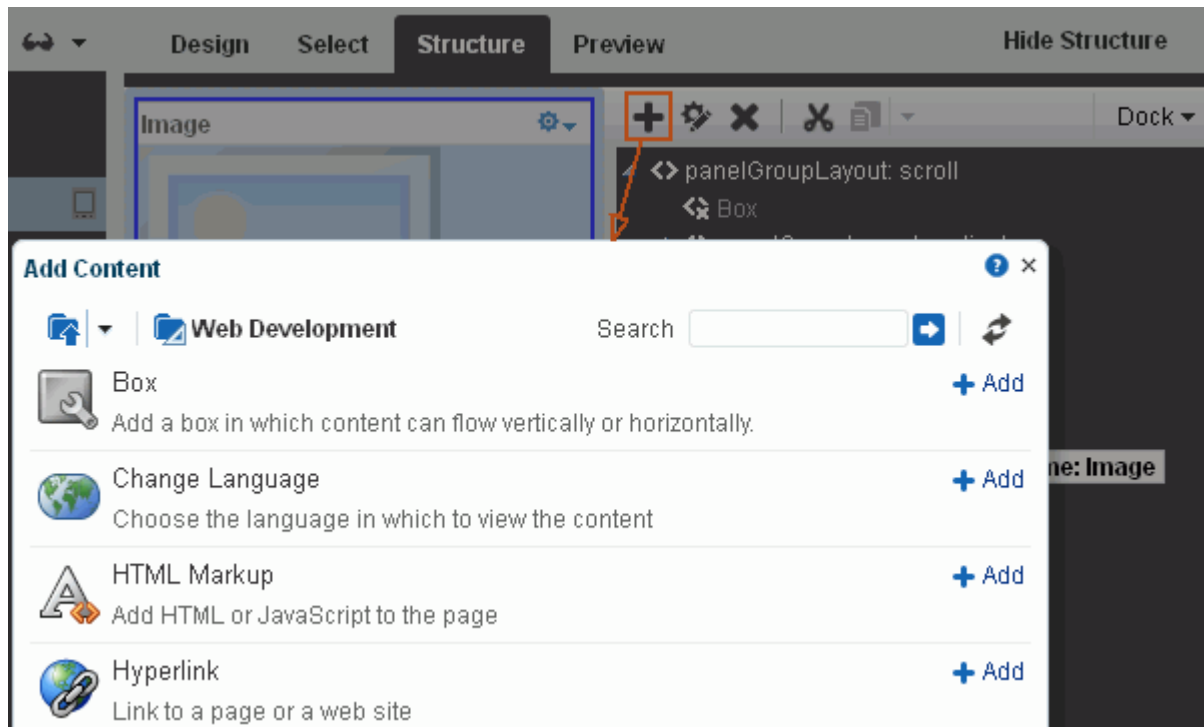 Design Select Structure Preview Hide Structure
Image
Dock
panelGroupLayout: scroll
Box
Add Content
Web Development Search
Box Add
Add a box in which content can flow vertically or horizontally.
Change Language Add
me: Image
Choose the language in which to view the content
HTML Markup Add
Add HTML or JavaScript to the page
Hyperlink Add
Link to a page or a web site